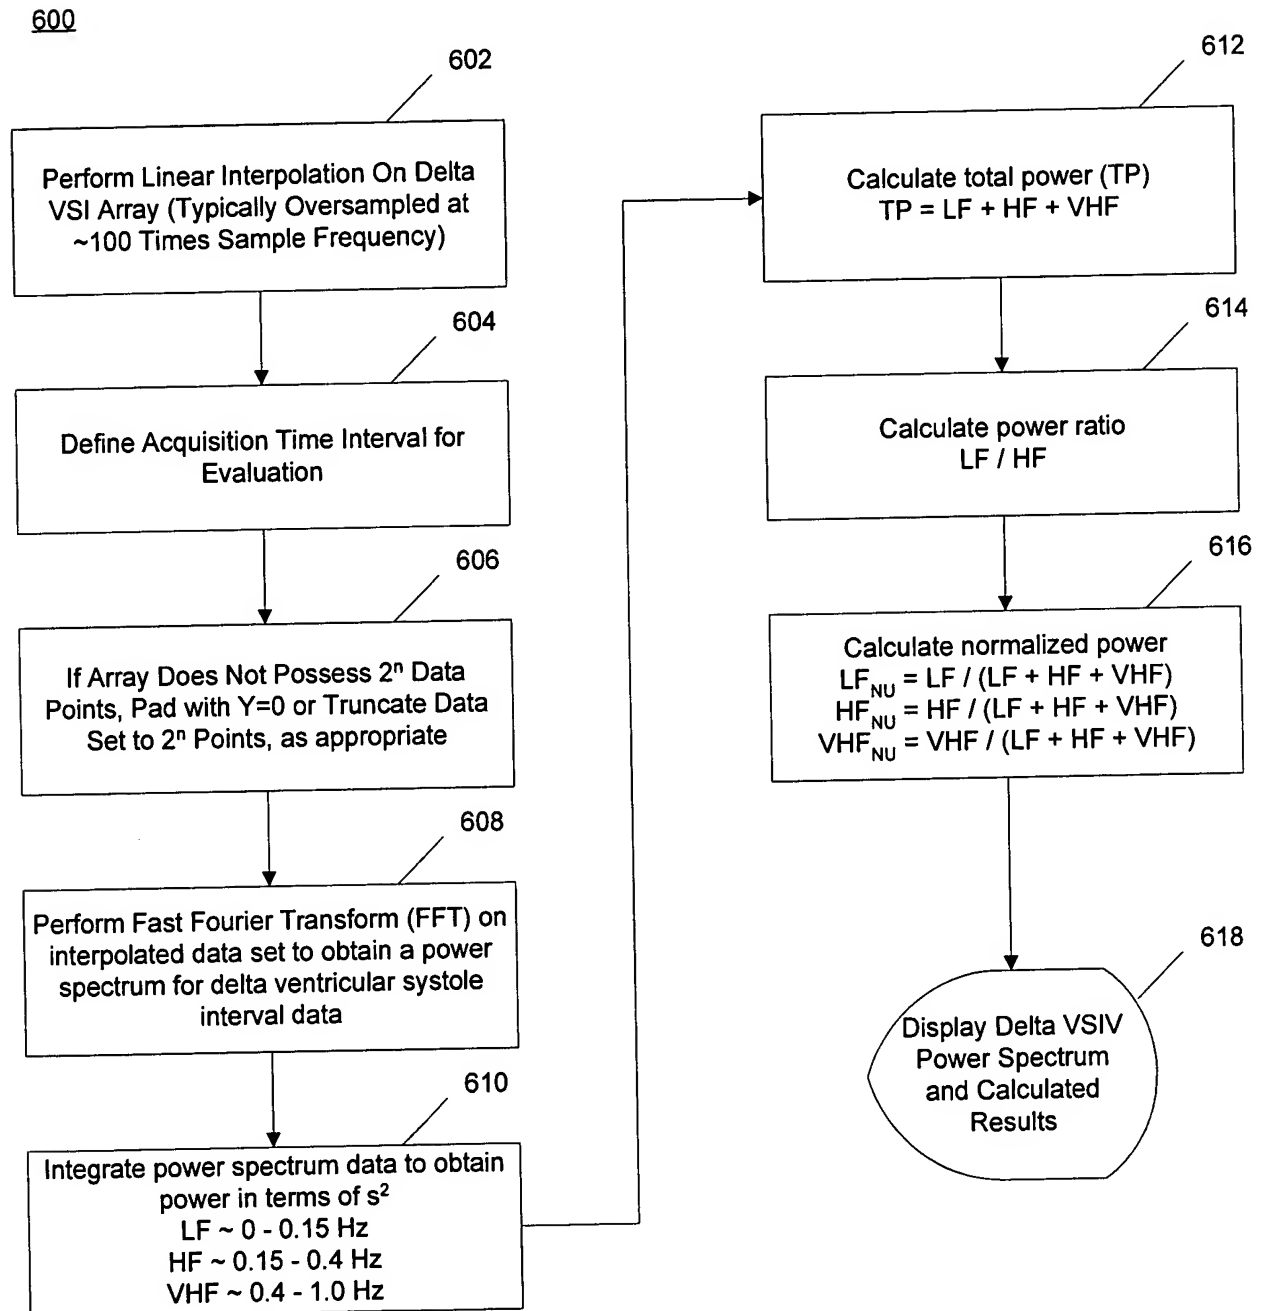 600
602
Perform Linear Interpolation On Delta
VSI Array (Typically Oversampled at
~100 Times Sample Frequency)
604
Define Acquisition Time Interval for
Evaluation
606
If Array Does Not Possess 2ⁿ Data
Points, Pad with Y=0 or Truncate Data
Set to 2ⁿ Points, as appropriate
608
Perform Fast Fourier Transform (FFT) on
interpolated data set to obtain a power
spectrum for delta ventricular systole
interval data
610
Integrate power spectrum data to obtain
power in terms of s²
LF ~ 0 - 0.15 Hz
HF ~ 0.15 - 0.4 Hz
VHF ~ 0.4 - 1.0 Hz
612
Calculate total power (TP)
TP = LF + HF + VHF
614
Calculate power ratio
LF / HF
616
Calculate normalized power
LF_NU = LF / (LF + HF + VHF)
HF_NU = HF / (LF + HF + VHF)
VHF_NU = VHF / (LF + HF + VHF)
618
Display Delta VSIV
Power Spectrum
and Calculated
Results